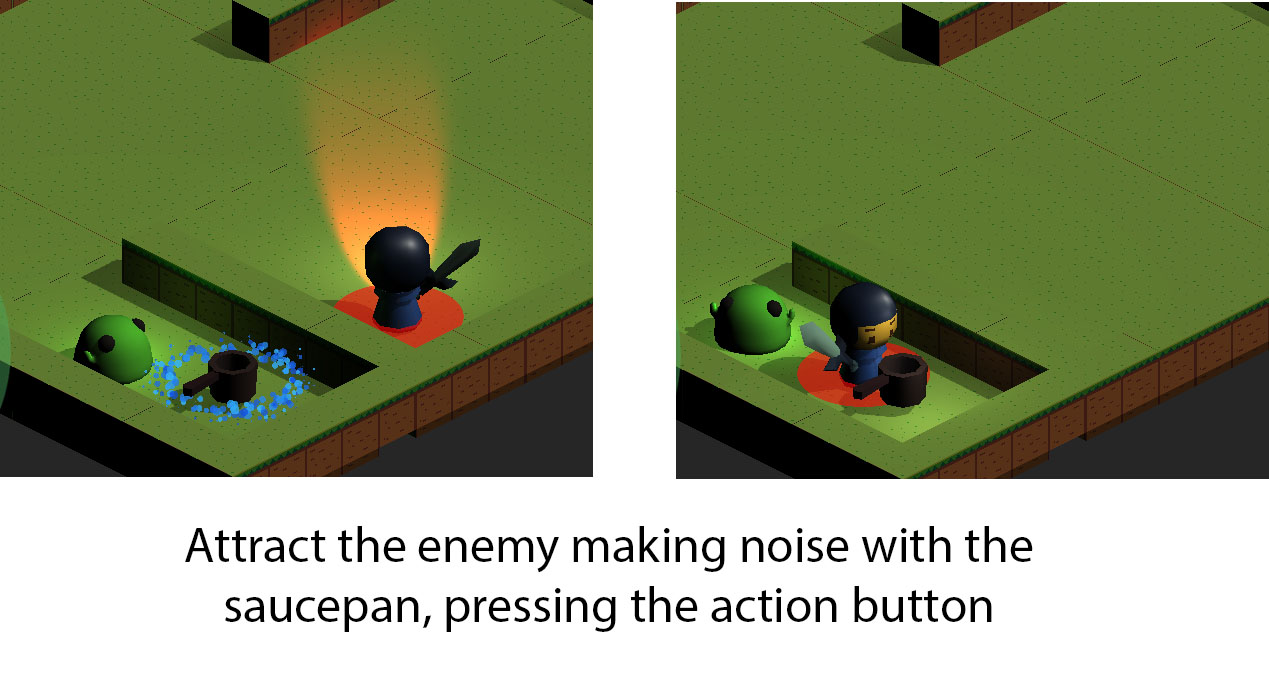 Attract the enemy making noise with the
saucepan, pressing the action button